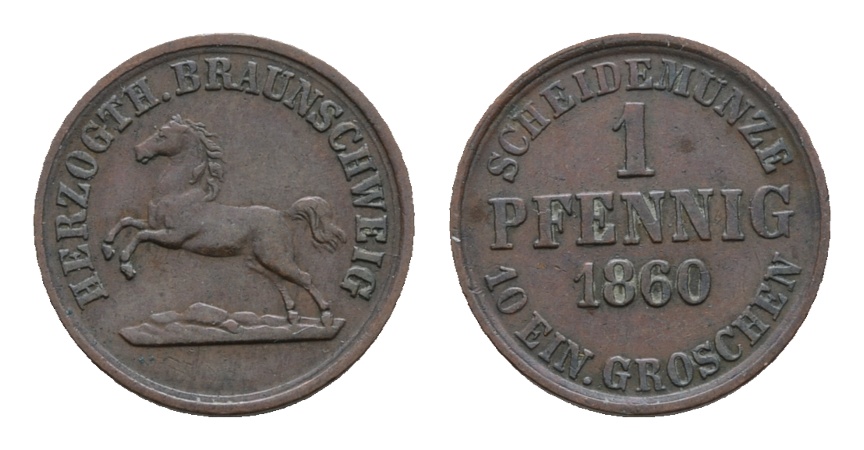 HERZOGTH. BRAUNSCHWEIG
SCHEIDEMÜNZE
1
PFENNIG
1860
10 EIN. GROSCHEN